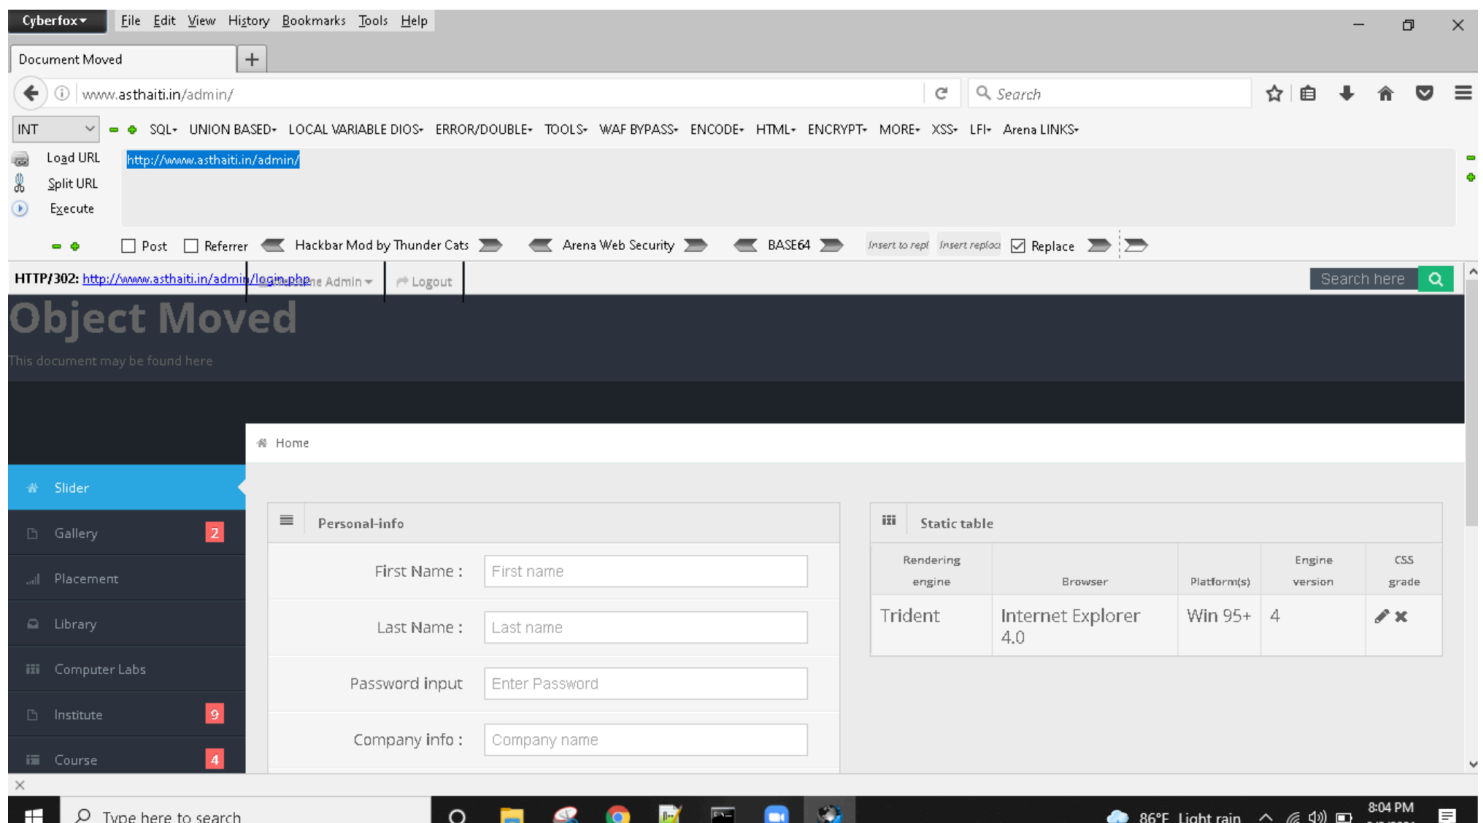 Cyberfox File Edit View History Bookmarks Tools Help
Document Moved
www.asthaiti.in/admin/ Search
INT SQL UNION BASED LOCAL VARIABLE DIOS ERROR/DOUBLE TOOLS WAF BYPASS ENCODE HTML ENCRYPT MORE XSS LFI Arena LINKS
Load URL http://www.asthaiti.in/admin/
Split URL
Execute
Post Referrer Hackbar Mod by Thunder Cats Arena Web Security BASE64 Insert to repl Insert replac Replace
HTTP/302: http://www.asthaiti.in/admin/login.php Admin Logout Search here
Object Moved
This document may be found here
Home
Slider
Gallery 2
Placement
Library
Computer Labs
Institute 9
Course 4
Personal-info
First Name : First name
Last Name : Last name
Password input Enter Password
Company info : Company name
Static table
Rendering engine Browser Platform(s) Engine version CSS grade
Trident Internet Explorer 4.0 Win 95+ 4
Type here to search 86°F Light rain 8:04 PM